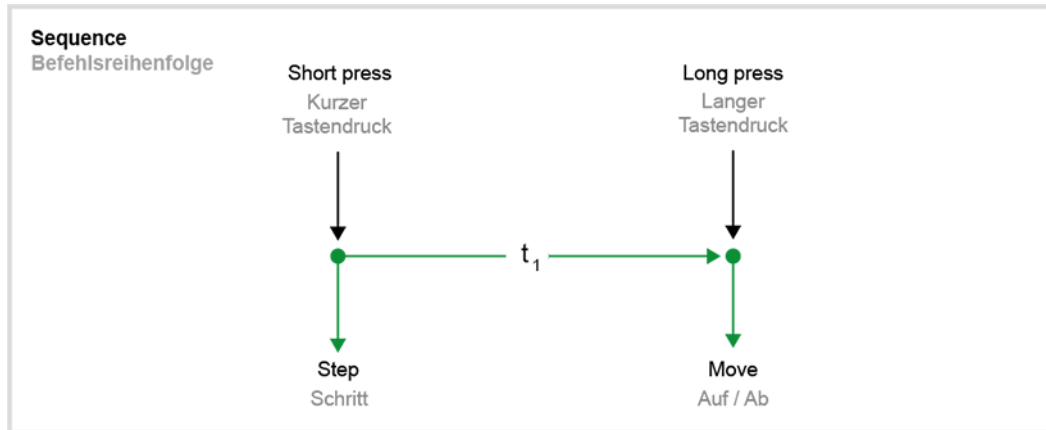 Sequence
Befehlsreihenfolge
Short press
Kurzer
Tastendruck
Long press
Langer
Tastendruck
t1
Step
Schritt
Move
Auf / Ab